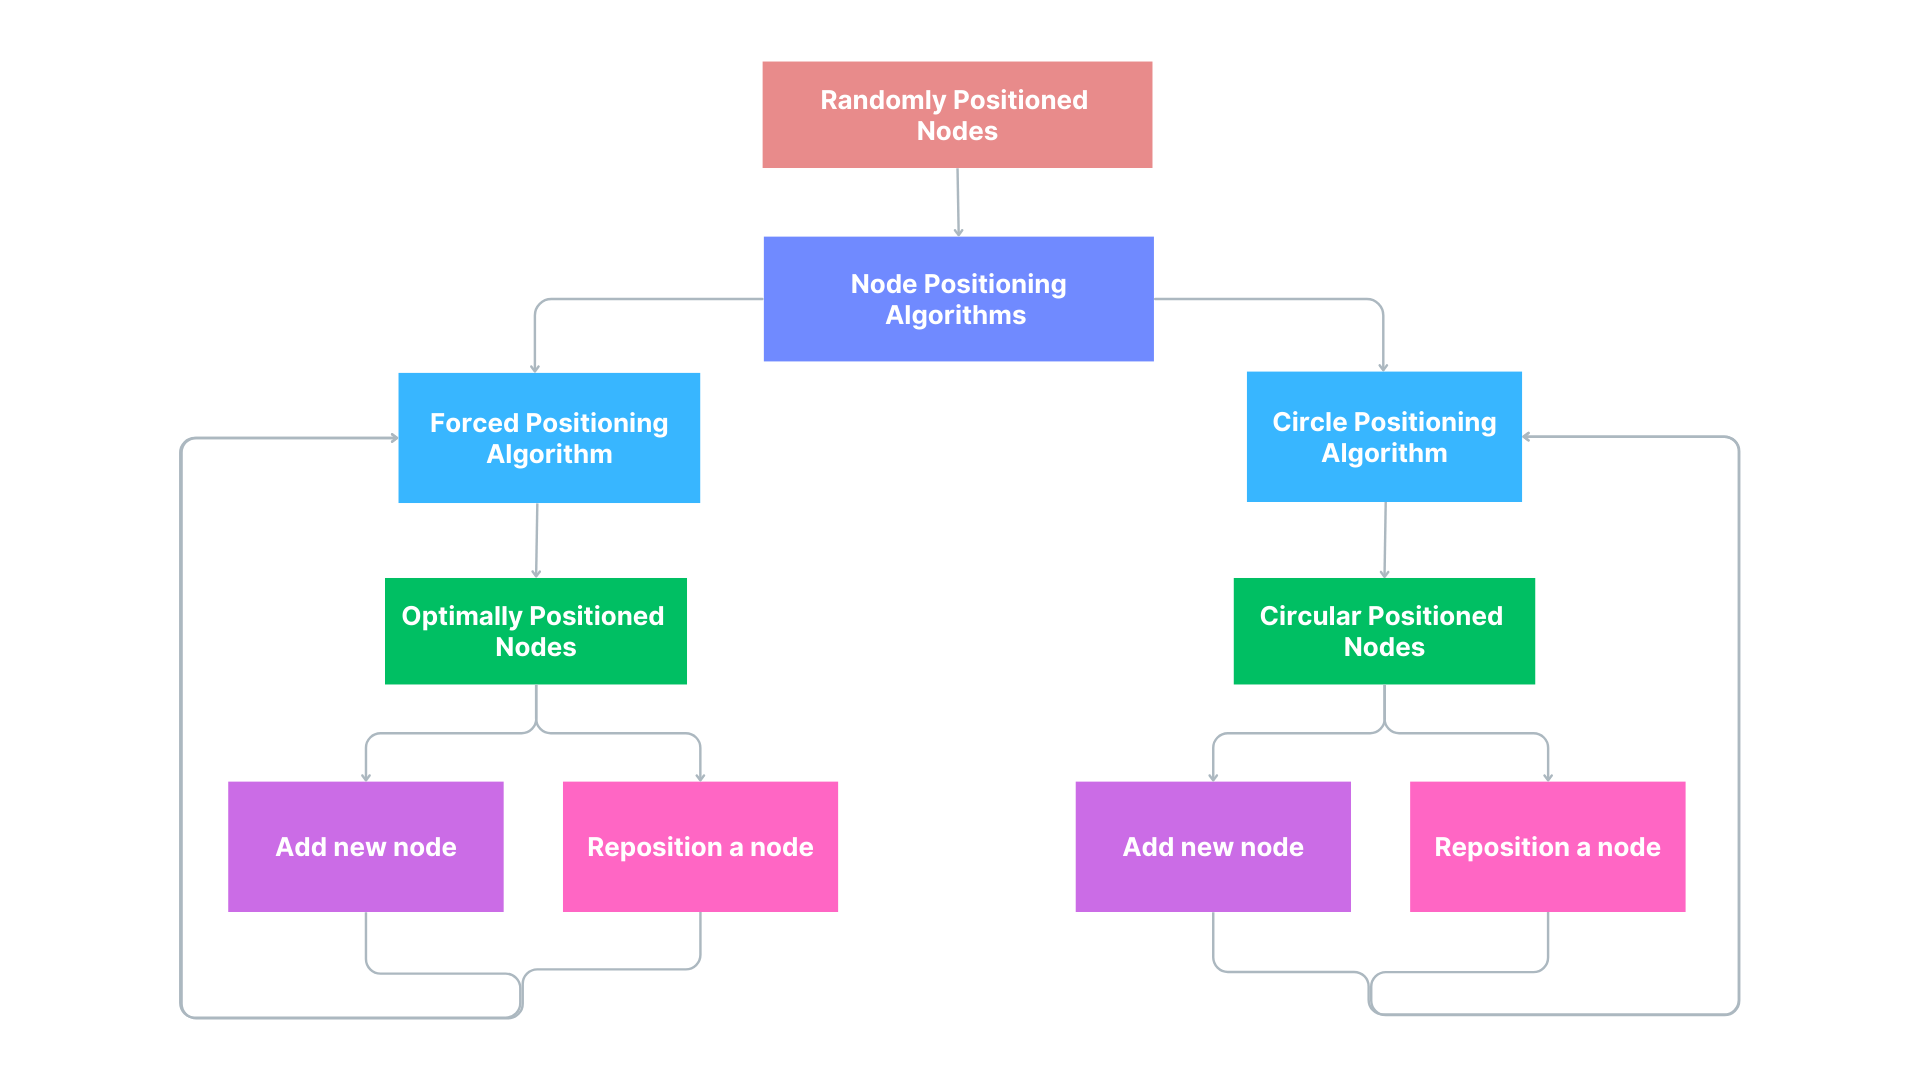 Randomly Positioned
Nodes
Node Positioning
Algorithms
Forced Positioning
Algorithm
Circle Positioning
Algorithm
Optimally Positioned
Nodes
Circular Positioned
Nodes
Add new node
Reposition a node
Add new node
Reposition a node